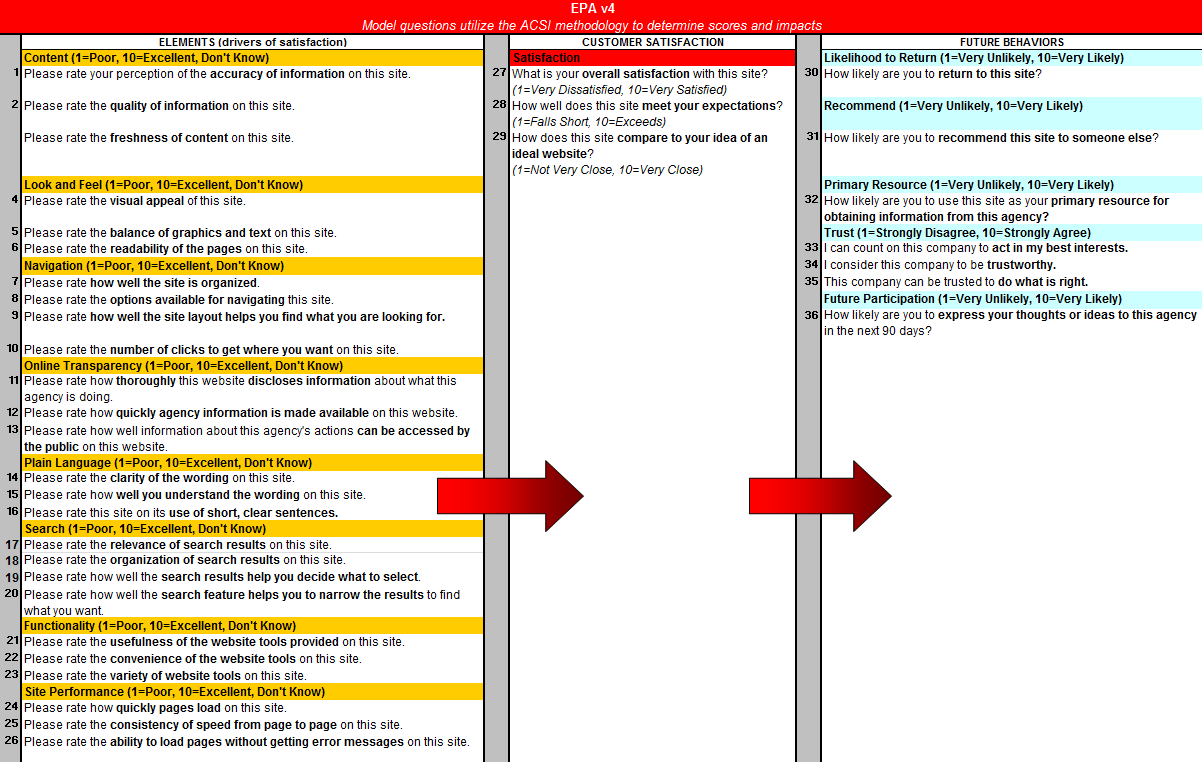 EPA v4
Model questions utilize the ACSI methodology to determine scores and impacts
ELEMENTS (drivers of satisfaction)
Content (1=Poor, 10=Excellent, Don't Know)
1 Please rate your perception of the accuracy of information on this site.
2 Please rate the quality of information on this site.
Please rate the freshness of content on this site.
Look and Feel (1=Poor, 10=Excellent, Don't Know)
4 Please rate the visual appeal of this site.
5 Please rate the balance of graphics and text on this site.
6 Please rate the readability of the pages on this site.
Navigation (1=Poor, 10=Excellent, Don't Know)
7 Please rate how well the site is organized.
8 Please rate the options available for navigating this site.
9 Please rate how well the site layout helps you find what you are looking for.
10 Please rate the number of clicks to get where you want on this site.
Online Transparency (1=Poor, 10=Excellent, Don't Know)
11 Please rate how thoroughly this website discloses information about what this
agency is doing.
12 Please rate how quickly agency information is made available on this website.
13 Please rate how well information about this agency's actions can be accessed by
the public on this website.
Plain Language (1=Poor, 10=Excellent, Don't Know)
14 Please rate the clarity of the wording on this site.
15 Please rate how well you understand the wording on this site.
16 Please rate this site on its use of short, clear sentences.
Search (1=Poor, 10=Excellent, Don't Know)
17 Please rate the relevance of search results on this site.
18 Please rate the organization of search results on this site.
19 Please rate how well the search results help you decide what to select.
20 Please rate how well the search feature helps you to narrow the results to find
what you want.
Functionality (1=Poor, 10=Excellent, Don't Know)
21 Please rate the usefulness of the website tools provided on this site.
22 Please rate the convenience of the website tools on this site.
23 Please rate the variety of website tools on this site.
Site Performance (1=Poor, 10=Excellent, Don't Know)
24 Please rate how quickly pages load on this site.
25 Please rate the consistency of speed from page to page on this site.
26 Please rate the ability to load pages without getting error messages on this site.
CUSTOMER SATISFACTION
Satisfaction
27 What is your overall satisfaction with this site?
(1=Very Dissatisfied, 10=Very Satisfied)
28 How well does this site meet your expectations?
(1=Falls Short, 10=Exceeds)
29 How does this site compare to your idea of an
ideal website?
(1=Not Very Close, 10=Very Close)
FUTURE BEHAVIORS
Likelihood to Return (1=Very Unlikely, 10=Very Likely)
30 How likely are you to return to this site?
Recommend (1=Very Unlikely, 10=Very Likely)
31 How likely are you to recommend this site to someone else?
Primary Resource (1=Very Unlikely, 10=Very Likely)
32 How likely are you to use this site as your primary resource for
obtaining information from this agency?
Trust (1=Strongly Disagree, 10=Strongly Agree)
33 I can count on this company to act in my best interests.
34 I consider this company to be trustworthy.
35 This company can be trusted to do what is right.
Future Participation (1=Very Unlikely, 10=Very Likely)
36 How likely are you to express your thoughts or ideas to this agency
in the next 90 days?